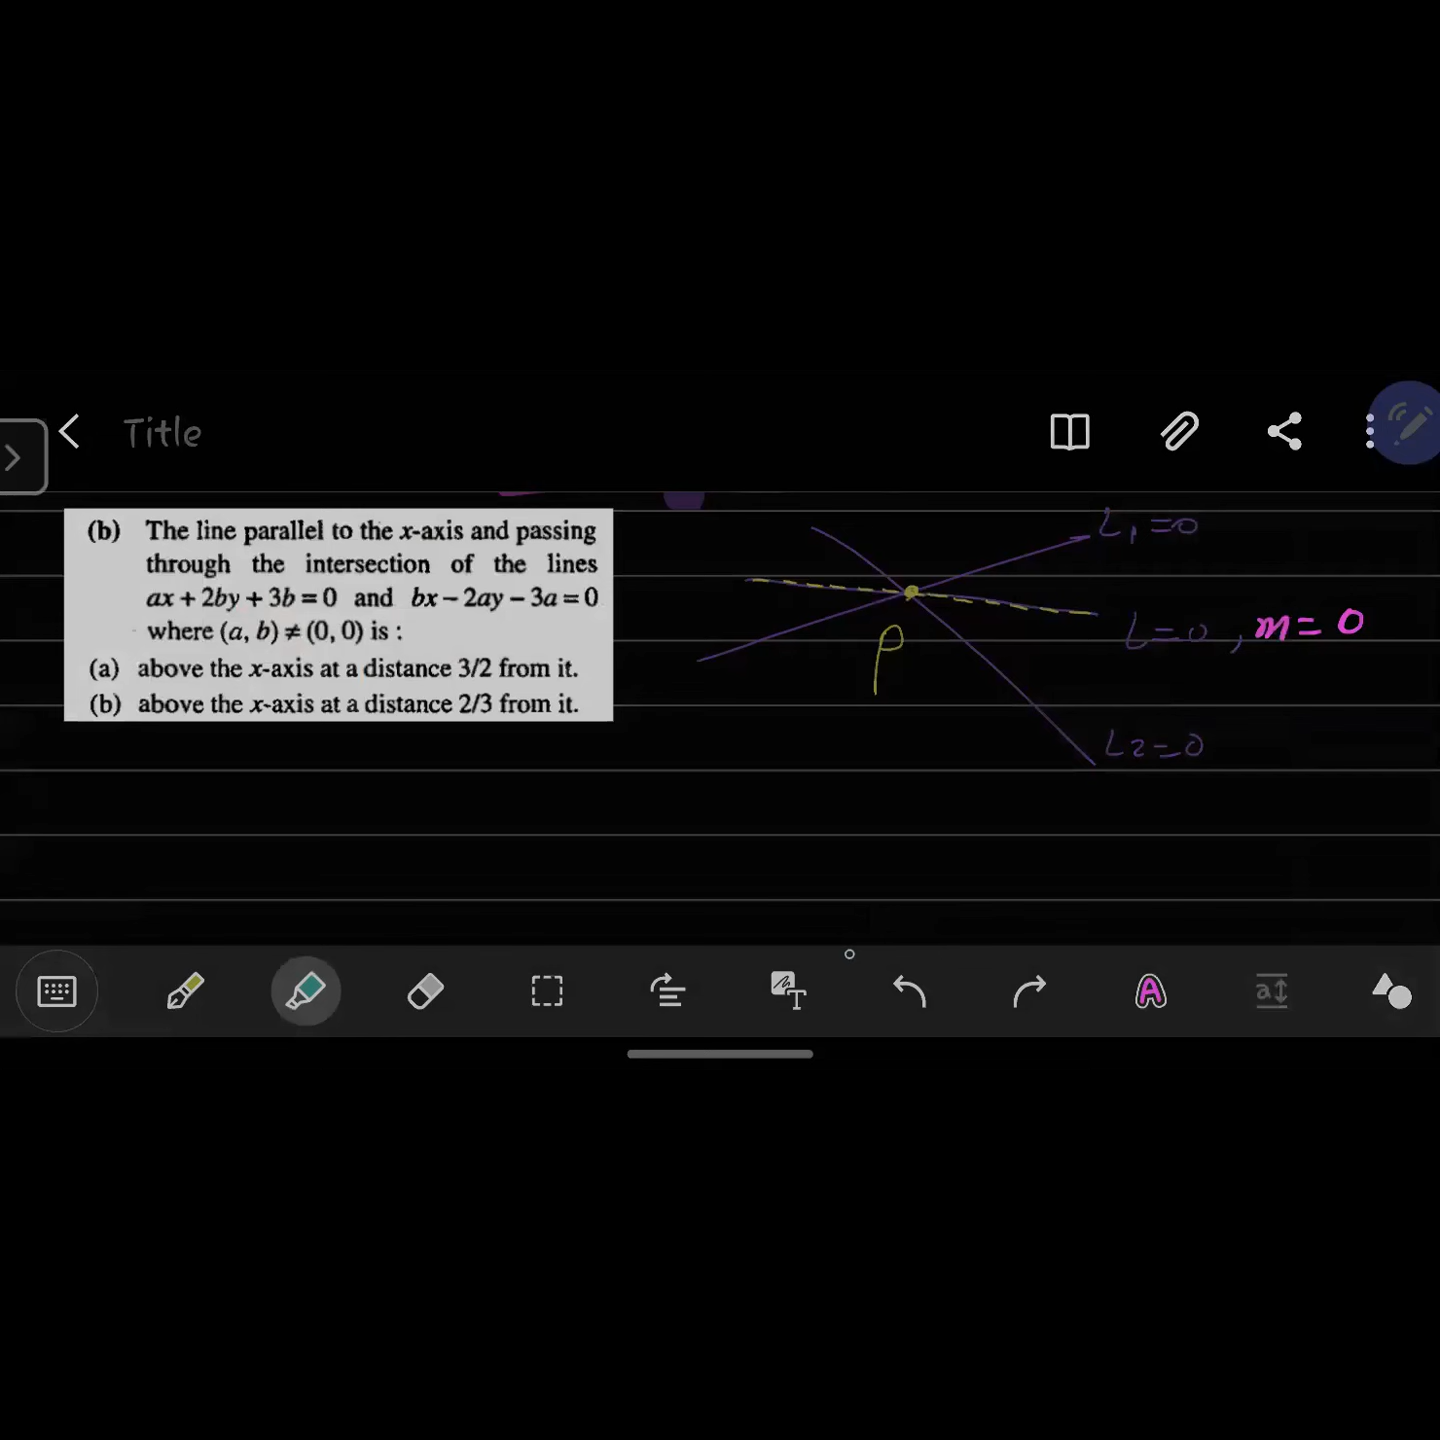 Title
(b) The line parallel to the x-axis and passing
through the intersection of the lines
ax + 2by + 3b = 0 and bx – 2ay – 3a = 0
where (a, b) ≠ (0, 0) is :
(a) above the x-axis at a distance 3/2 from it.
(b) above the x-axis at a distance 2/3 from it.
L₁ = 0
L = 0 , m = 0
P
L2 = 0